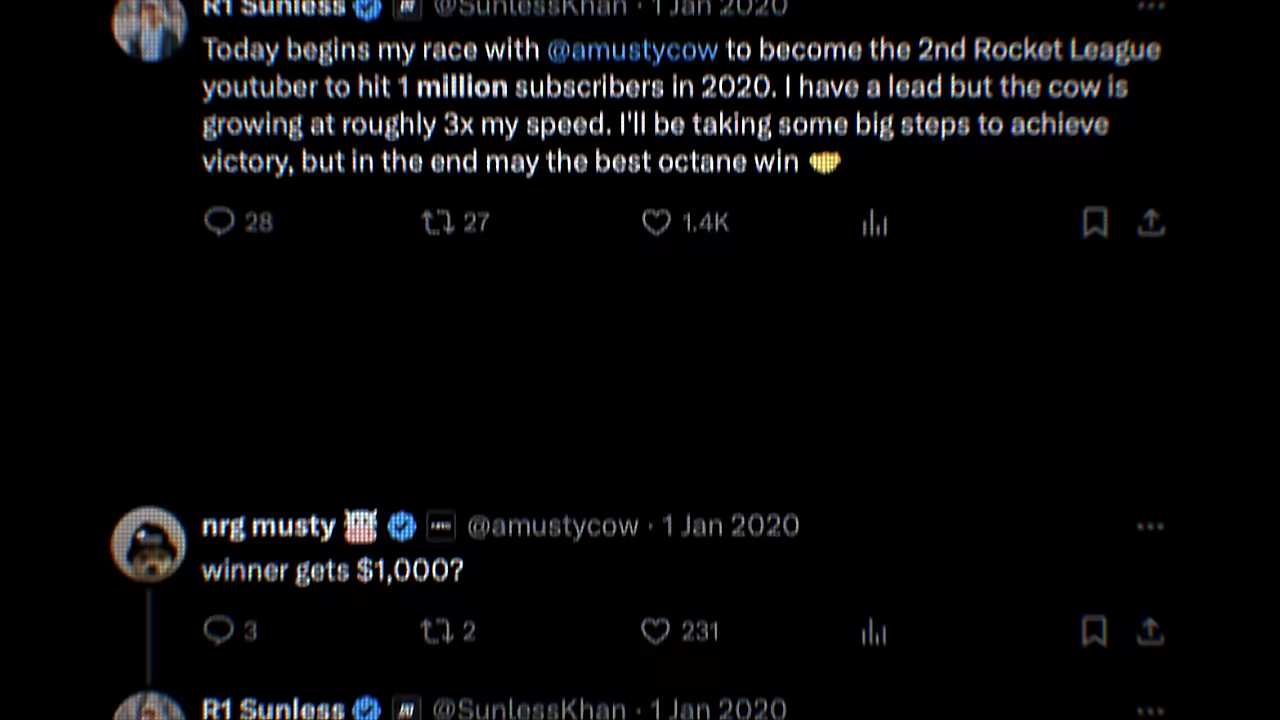 R1 Sunless @SunlessKhan · 1 Jan 2020
Today begins my race with @amustycow to become the 2nd Rocket League
youtuber to hit 1 million subscribers in 2020. I have a lead but the cow is
growing at roughly 3x my speed. I'll be taking some big steps to achieve
victory, but in the end may the best octane win
28 27 1.4K
nrg musty @amustycow · 1 Jan 2020
winner gets $1,000?
3 2 231
R1 Sunless @SunlessKhan · 1 Jan 2020